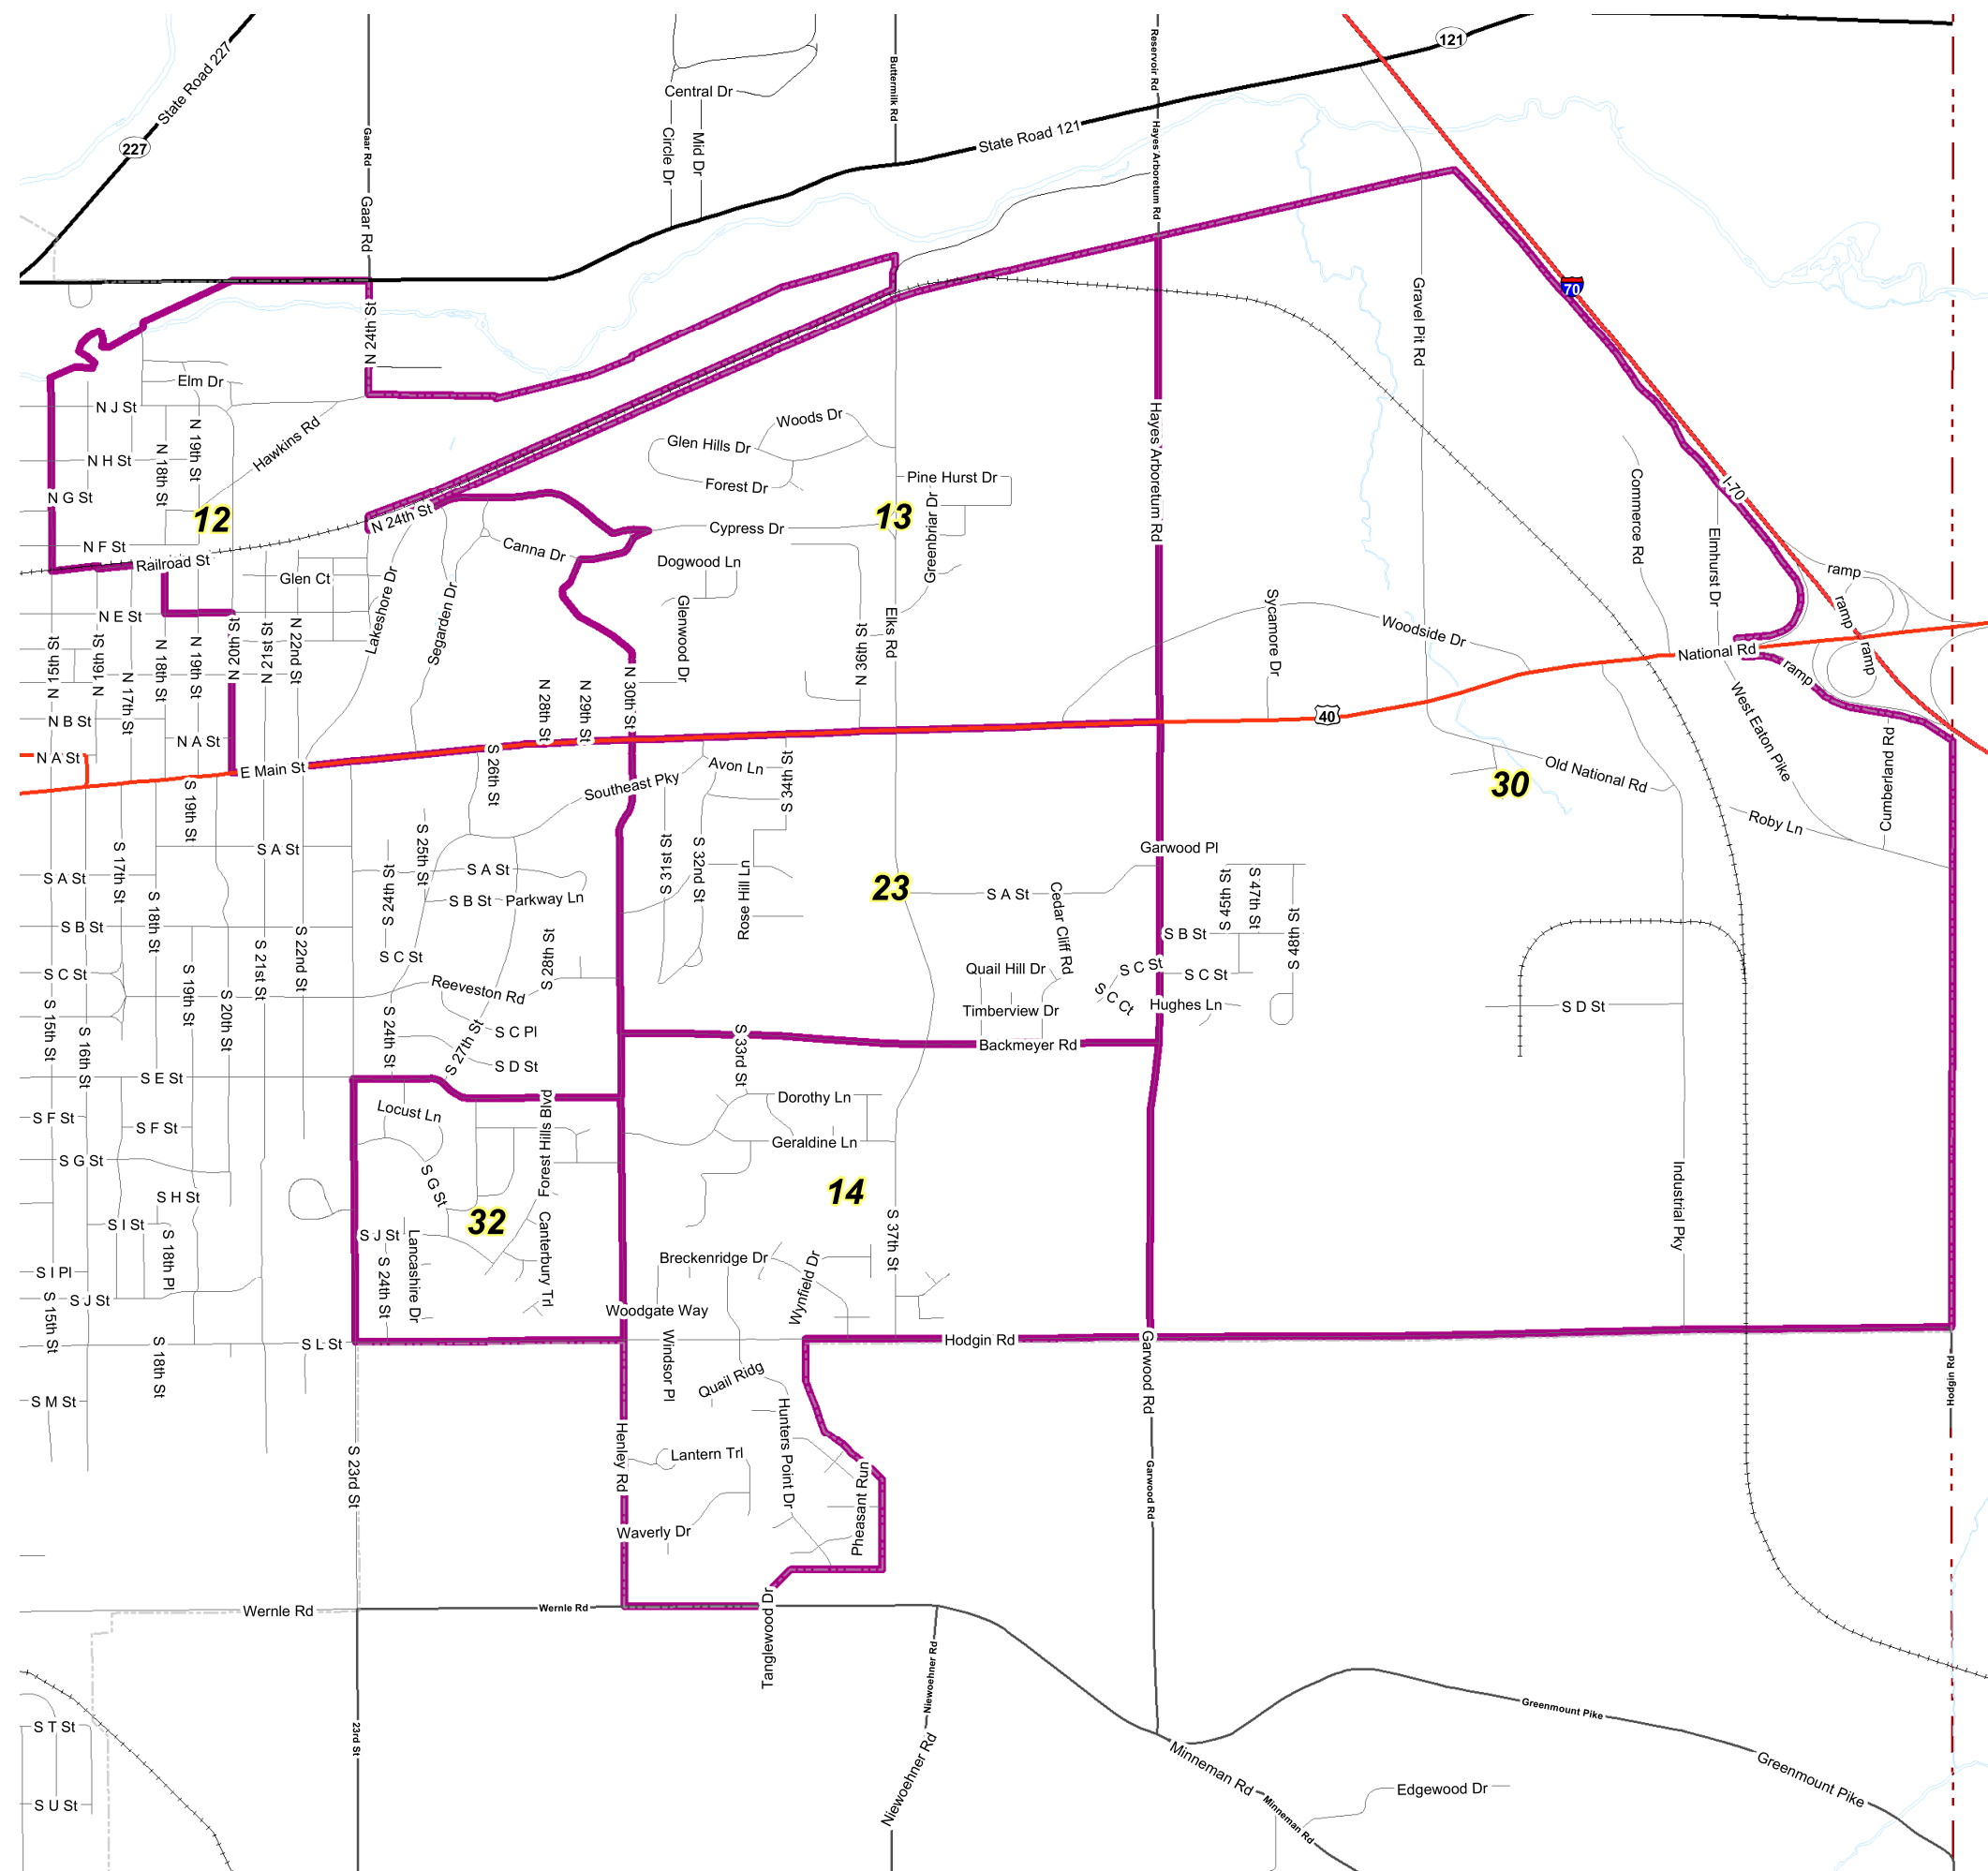 121
State Road 227
Reservoir Rd
Buttermilk Rd
Central Dr
227
Gaar Rd
Circle Dr
Mid Dr
State Road 121
Hayes Arboretum Rd
Gaar Rd
70
N 24th St
Gravel Pit Rd
Elm Dr
N J St
Woods Dr
Hawkins Rd
N 19th St
Glen Hills Dr
Hayes Arboretum Rd
N H St
N 18th St
Pine Hurst Dr
Commerce Rd
I-70
Forest Dr
N G St
12
N 24th St
13
Greenbriar Dr
Cypress Dr
N F St
Canna Dr
Railroad St
Dogwood Ln
Elmhurst Dr
ramp
Glen Ct
Lakeshore Dr
Segarden Dr
N E St
Glenwood Dr
Elks Rd
N 36th St
Sycamore Dr
Woodside Dr
ramp
ramp
National Rd
ramp
N 15th St
N 16th St
N 17th St
N 18th St
N 19th St
N 20th St
N 21st St
N 22nd St
N 28th St
N 29th St
N 30th St
West Eaton Pike
N B St
40
N A St
N A St
E Main St
S 26th St
Avon Ln
S 34th St
Southeast Pky
30
Old National Rd
Cumberland Rd
S 19th St
Roby Ln
S A St
S 17th St
S 25th St
S 31st St
S 32nd St
Garwood Pl
S A St
S A St
S 24th St
Rose Hill Ln
23
S A St
S 45th St
S 47th St
S B St
Parkway Ln
Cedar Cliff Rd
S 18th St
S B St
S B St
S 48th St
S 28th St
S C St
S 21st St
S 22nd St
S C St
Quail Hill Dr
S C St
S C St
S 19th St
S 20th St
Reeveston Rd
S C Ct
Hughes Ln
Timberview Dr
S D St
S 15th St
S 16th St
S 24th St
S 27th St
S C Pl
S 33rd St
Backmeyer Rd
S D St
S E St
Dorothy Ln
Locust Ln
Forest Hills Blvd
S F St
S F St
Geraldine Ln
S G St
S G St
14
Industrial Pky
S H St
32
S 37th St
S I St
Canterbury Trl
S J St
Lancashire Dr
S 18th Pl
Breckenridge Dr
S I Pl
S 24th St
Wynfield Dr
S J St
Woodgate Way
S 15th St
S L St
Hodgin Rd
Garwood Rd
S 18th St
Windsor Pl
Hodgin Rd
Quail Ridg
S M St
Hunters Point Dr
Henley Rd
Lantern Trl
S 23rd St
Pheasant Run
Garwood Rd
Waverly Dr
Wernle Rd
Wernle Rd
Tanglewood Dr
Niewoehner Rd
Greenmount Pike
S T St
23rd St
Niewoehner Rd
Minneman Rd
Greenmount Pike
Edgewood Dr
S U St
Minneman Rd